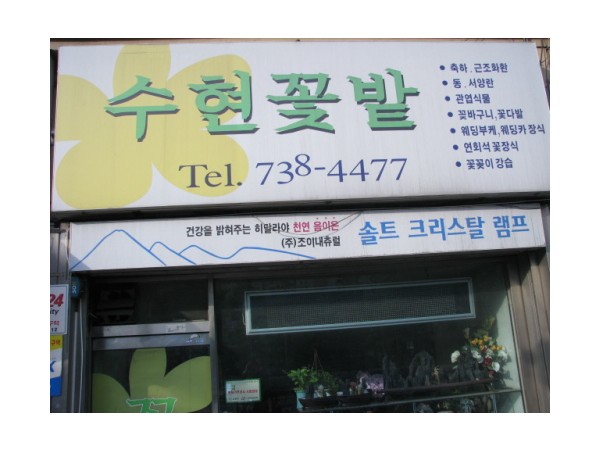 수현꽃밭
Tel. 738-4477
• 축하. 근조화환
• 동. 서양란
• 관엽식물
• 꽃바구니, 꽃다발
• 웨딩부케, 웨딩카 장식
• 연회석 꽃장식
• 꽃꽂이 강습
건강을 밝혀주는 히말라야 천연 음이온
(주)조이내츄럴
솔트 크리스탈 램프
24
꽃